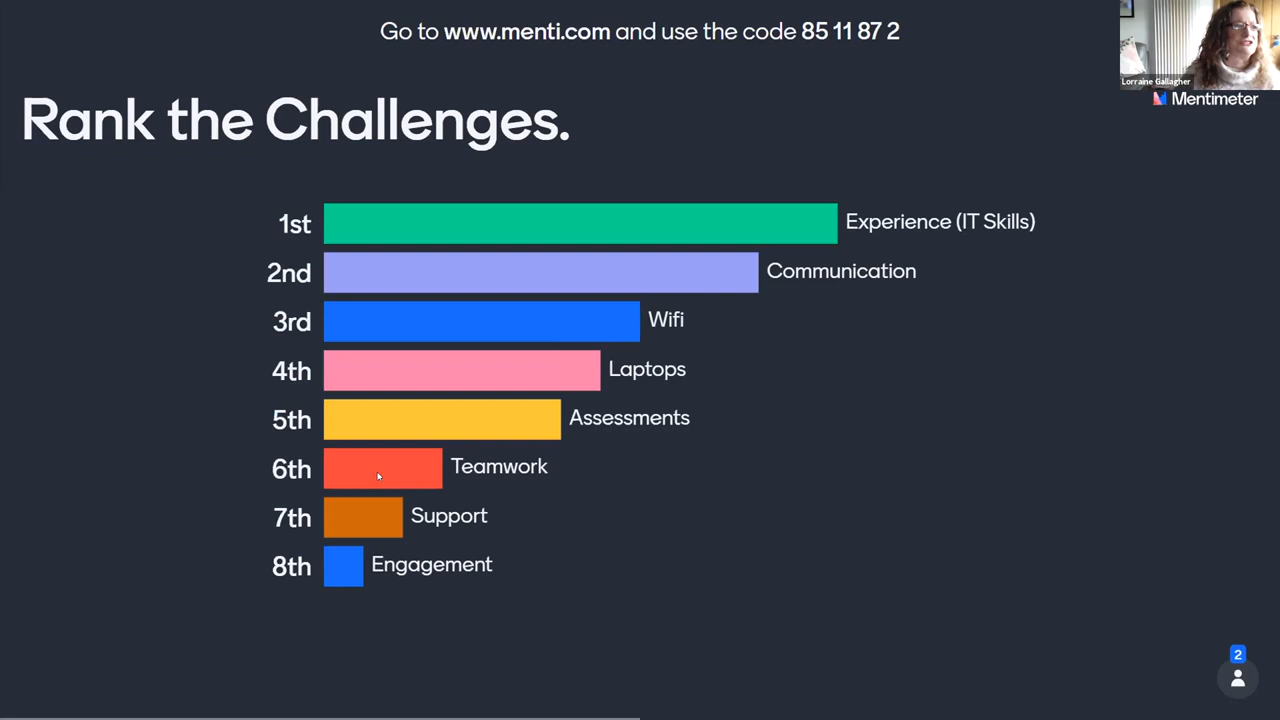 Go to www.menti.com and use the code 85 11 87 2
Lorraine Gallagher
Mentimeter
Rank the Challenges.
1st Experience (IT Skills)
2nd Communication
3rd Wifi
4th Laptops
5th Assessments
6th Teamwork
7th Support
8th Engagement
2